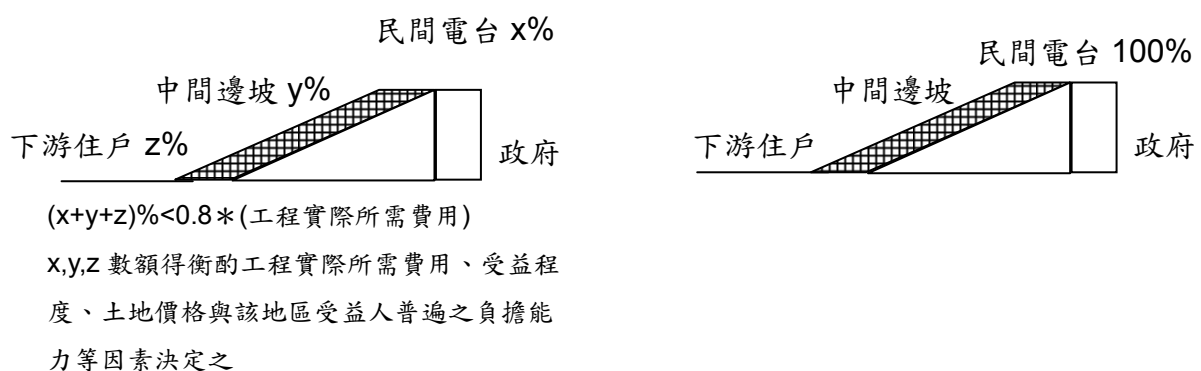 民間電台 x%
中間邊坡 y%
下游住戶 z%
政府
(x+y+z)%<0.8＊(工程實際所需費用)
x,y,z 數額得衡酌工程實際所需費用、受益程
度、土地價格與該地區受益人普遍之負擔能
力等因素決定之
民間電台 100%
中間邊坡
下游住戶
政府